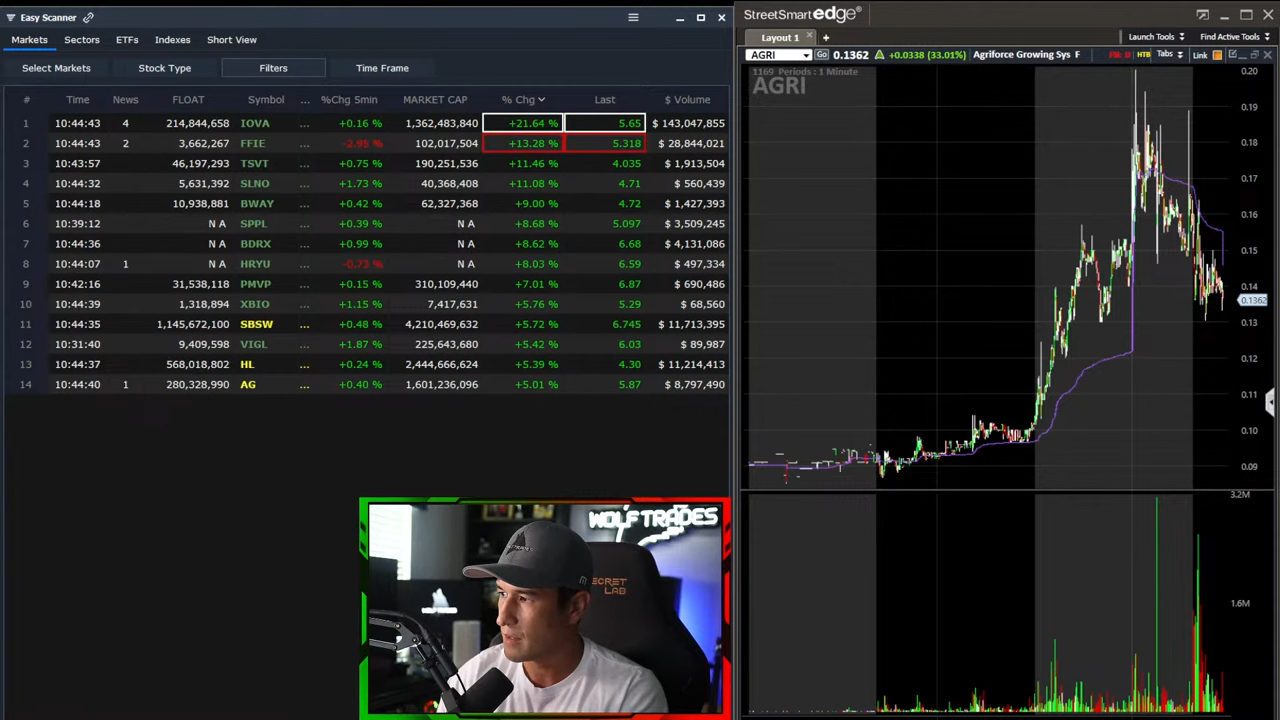 Easy Scanner
Markets Sectors ETFs Indexes Short View
Select Markets Stock Type Filters Time Frame
# Time News FLOAT Symbol ... %Chg 5min MARKET CAP % Chg Last $ Volume
1 10:44:43 4 214,844,658 IOVA ... +0.16 % 1,362,483,840 +21.64 % 5.65 $ 143,047,855
2 10:44:43 2 3,662,267 FFIE ... -2.95 % 102,017,504 +13.28 % 5.318 $ 28,844,021
3 10:43:57 46,197,293 TSVT ... +0.75 % 190,251,536 +11.46 % 4.035 $ 1,913,504
4 10:44:32 5,631,392 SLNO ... +1.73 % 40,368,408 +11.08 % 4.71 $ 560,439
5 10:44:18 10,938,881 BWAY ... +0.42 % 62,327,368 +9.00 % 4.72 $ 1,427,393
6 10:39:12 N A SPPL ... +0.39 % N A +8.68 % 5.097 $ 3,509,245
7 10:44:36 N A BDRX ... +0.99 % N A +8.62 % 6.68 $ 4,131,086
8 10:44:07 1 N A HRYU ... -0.73 % N A +8.03 % 6.59 $ 497,334
9 10:42:16 31,538,118 PMVP ... +0.15 % 310,109,440 +7.01 % 6.87 $ 690,486
10 10:44:39 1,318,894 XBIO ... +1.15 % 7,417,631 +5.76 % 5.29 $ 68,560
11 10:44:35 1,145,672,100 SBSW ... +0.48 % 4,210,469,632 +5.72 % 6.745 $ 11,713,395
12 10:31:40 9,409,598 VIGL ... +1.87 % 225,643,680 +5.42 % 6.03 $ 89,987
13 10:44:37 568,018,802 HL ... +0.24 % 2,444,666,624 +5.39 % 4.30 $ 11,214,413
14 10:44:40 1 280,328,990 AG ... +0.40 % 1,601,236,096 +5.01 % 5.87 $ 8,797,490
StreetSmart edge®
Layout 1 + Launch Tools Find Active Tools
AGRI Go 0.1362 +0.0338 (33.01%) Agriforce Growing Sys F HTB Tabs Link
1169 Periods : 1 Minute
AGRI
0.20
0.19
0.18
0.17
0.16
0.15
0.14
0.1362
0.13
0.12
0.11
0.10
0.09
3.2M
1.6M
WOLF TRADES
SECRET
LAB